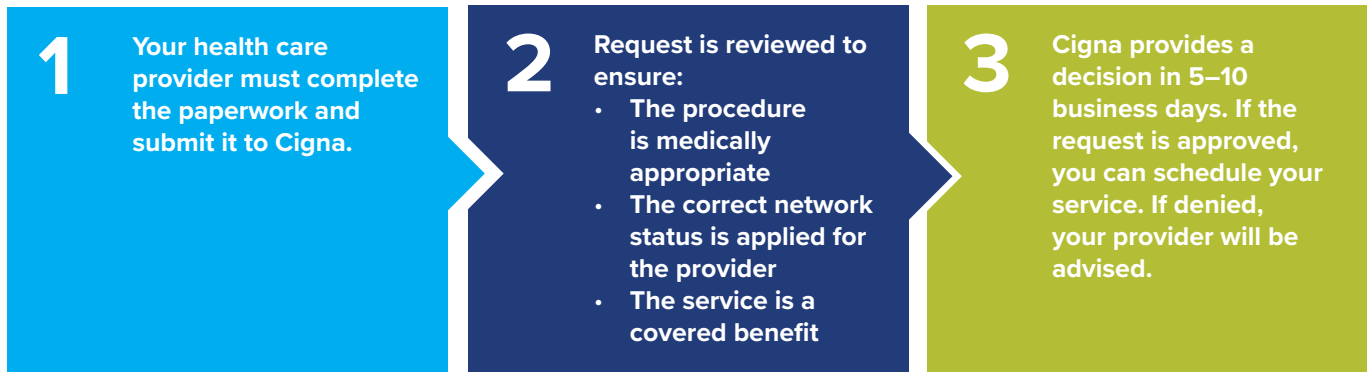 1
Your health care
provider must complete
the paperwork and
submit it to Cigna.
2
Request is reviewed to
ensure:
• The procedure
is medically
appropriate
• The correct network
status is applied for
the provider
• The service is a
covered benefit
3
Cigna provides a
decision in 5–10
business days. If the
request is approved,
you can schedule your
service. If denied,
your provider will be
advised.